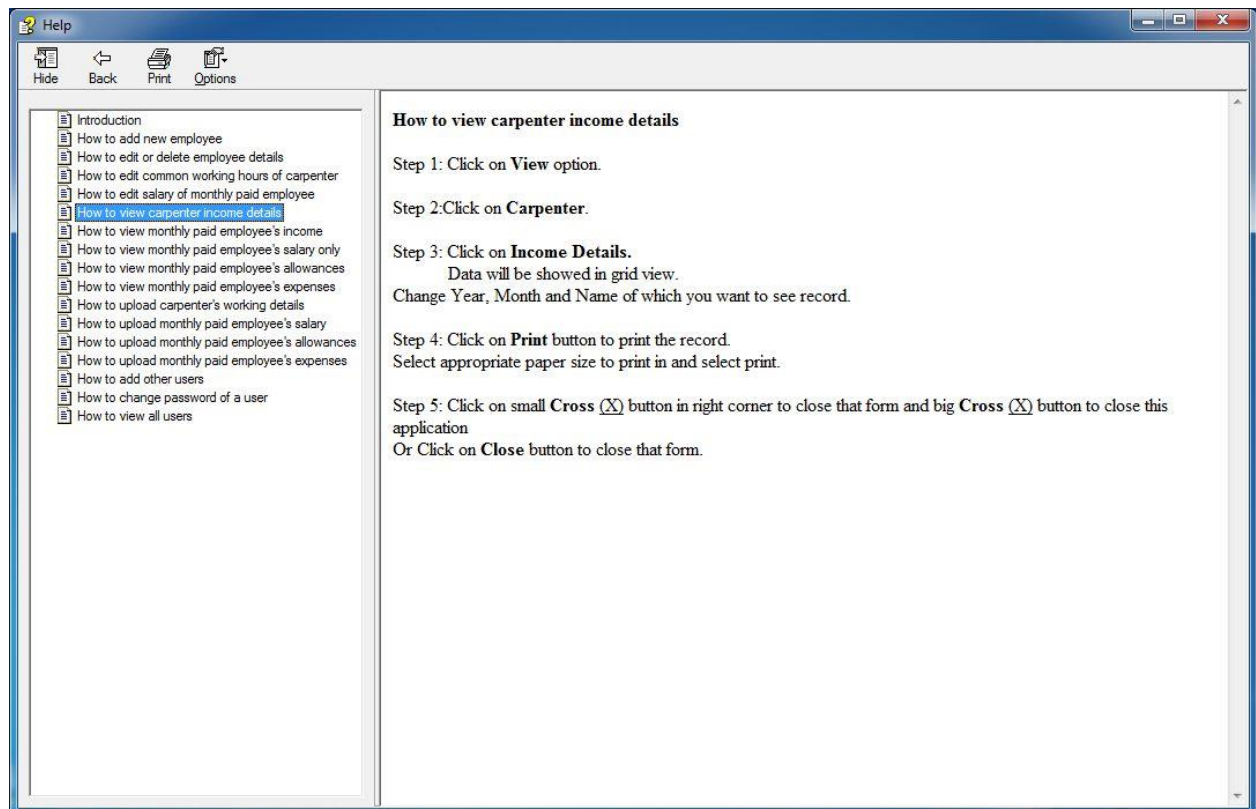 Help
Hide Back Print Options
Introduction
How to add new employee
How to edit or delete employee details
How to edit common working hours of carpenter
How to edit salary of monthly paid employee
How to view carpenter income details
How to view monthly paid employee's income
How to view monthly paid employee's salary only
How to view monthly paid employee's allowances
How to view monthly paid employee's expenses
How to upload carpenter's working details
How to upload monthly paid employee's salary
How to upload monthly paid employee's allowances
How to upload monthly paid employee's expenses
How to add other users
How to change password of a user
How to view all users
How to view carpenter income details
Step 1: Click on View option.
Step 2:Click on Carpenter.
Step 3: Click on Income Details.
Data will be showed in grid view.
Change Year, Month and Name of which you want to see record.
Step 4: Click on Print button to print the record.
Select appropriate paper size to print in and select print.
Step 5: Click on small Cross (X) button in right corner to close that form and big Cross (X) button to close this
application
Or Click on Close button to close that form.